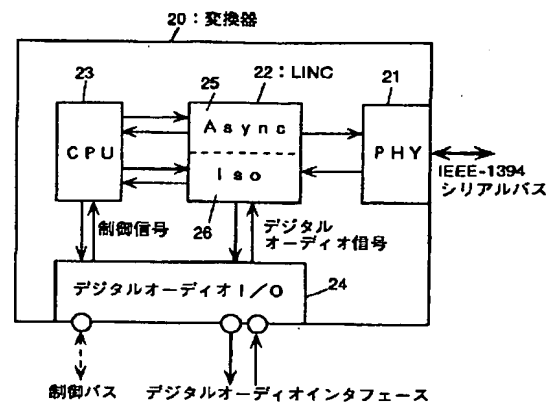 20：変換器
23
25
22：LINC
21
CPU
Async
Iso
PHY
IEEE-1394
シリアルバス
制御信号
26
デジタル
オーディオ信号
デジタルオーディオI/O
24
制御バス
デジタルオーディオインタフェース